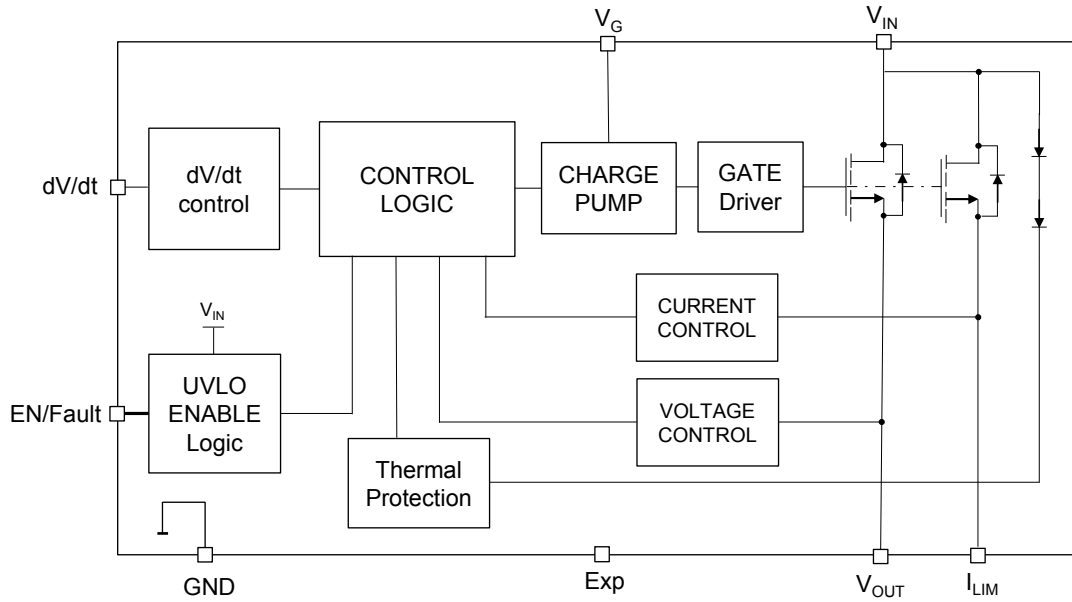 V_G
V_IN
dV/dt
dV/dt
control
CONTROL
LOGIC
CHARGE
PUMP
GATE
Driver
CURRENT
CONTROL
V_IN
EN/Fault
UVLO
ENABLE
Logic
VOLTAGE
CONTROL
Thermal
Protection
GND
Exp
V_OUT
I_LIM